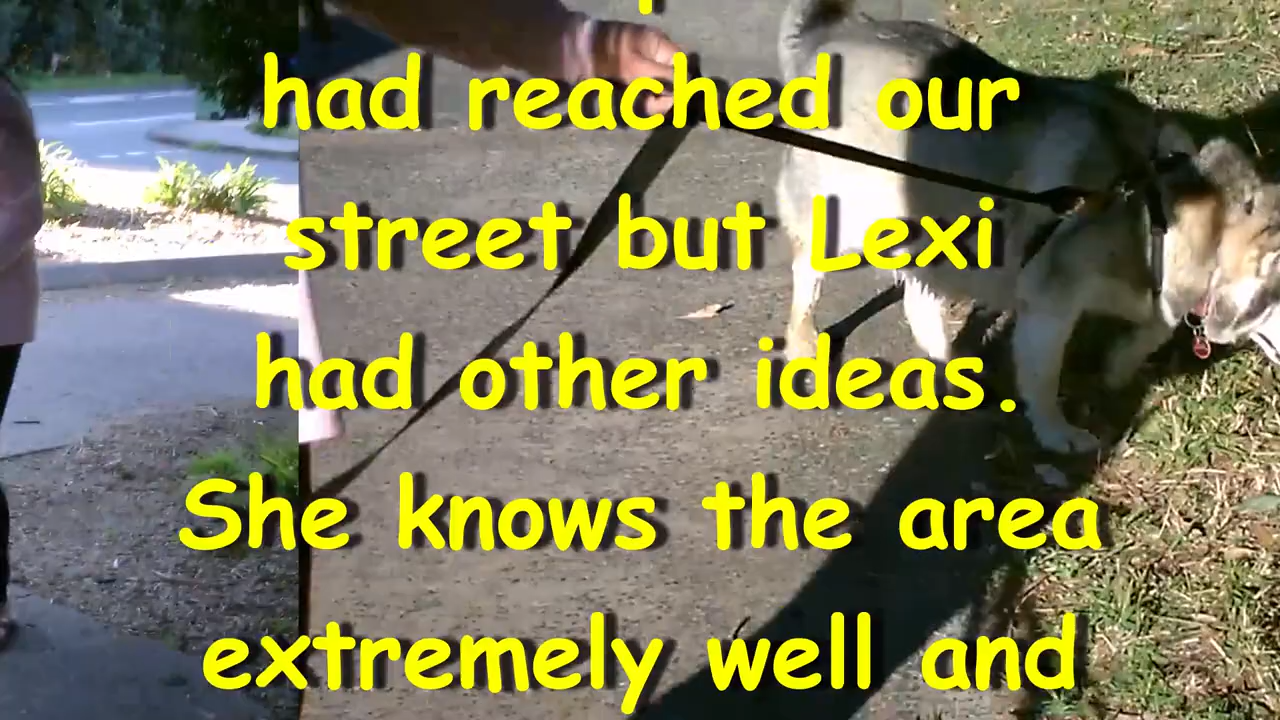 had reached our
street but Lexi
had other ideas.
She knows the area
extremely well and